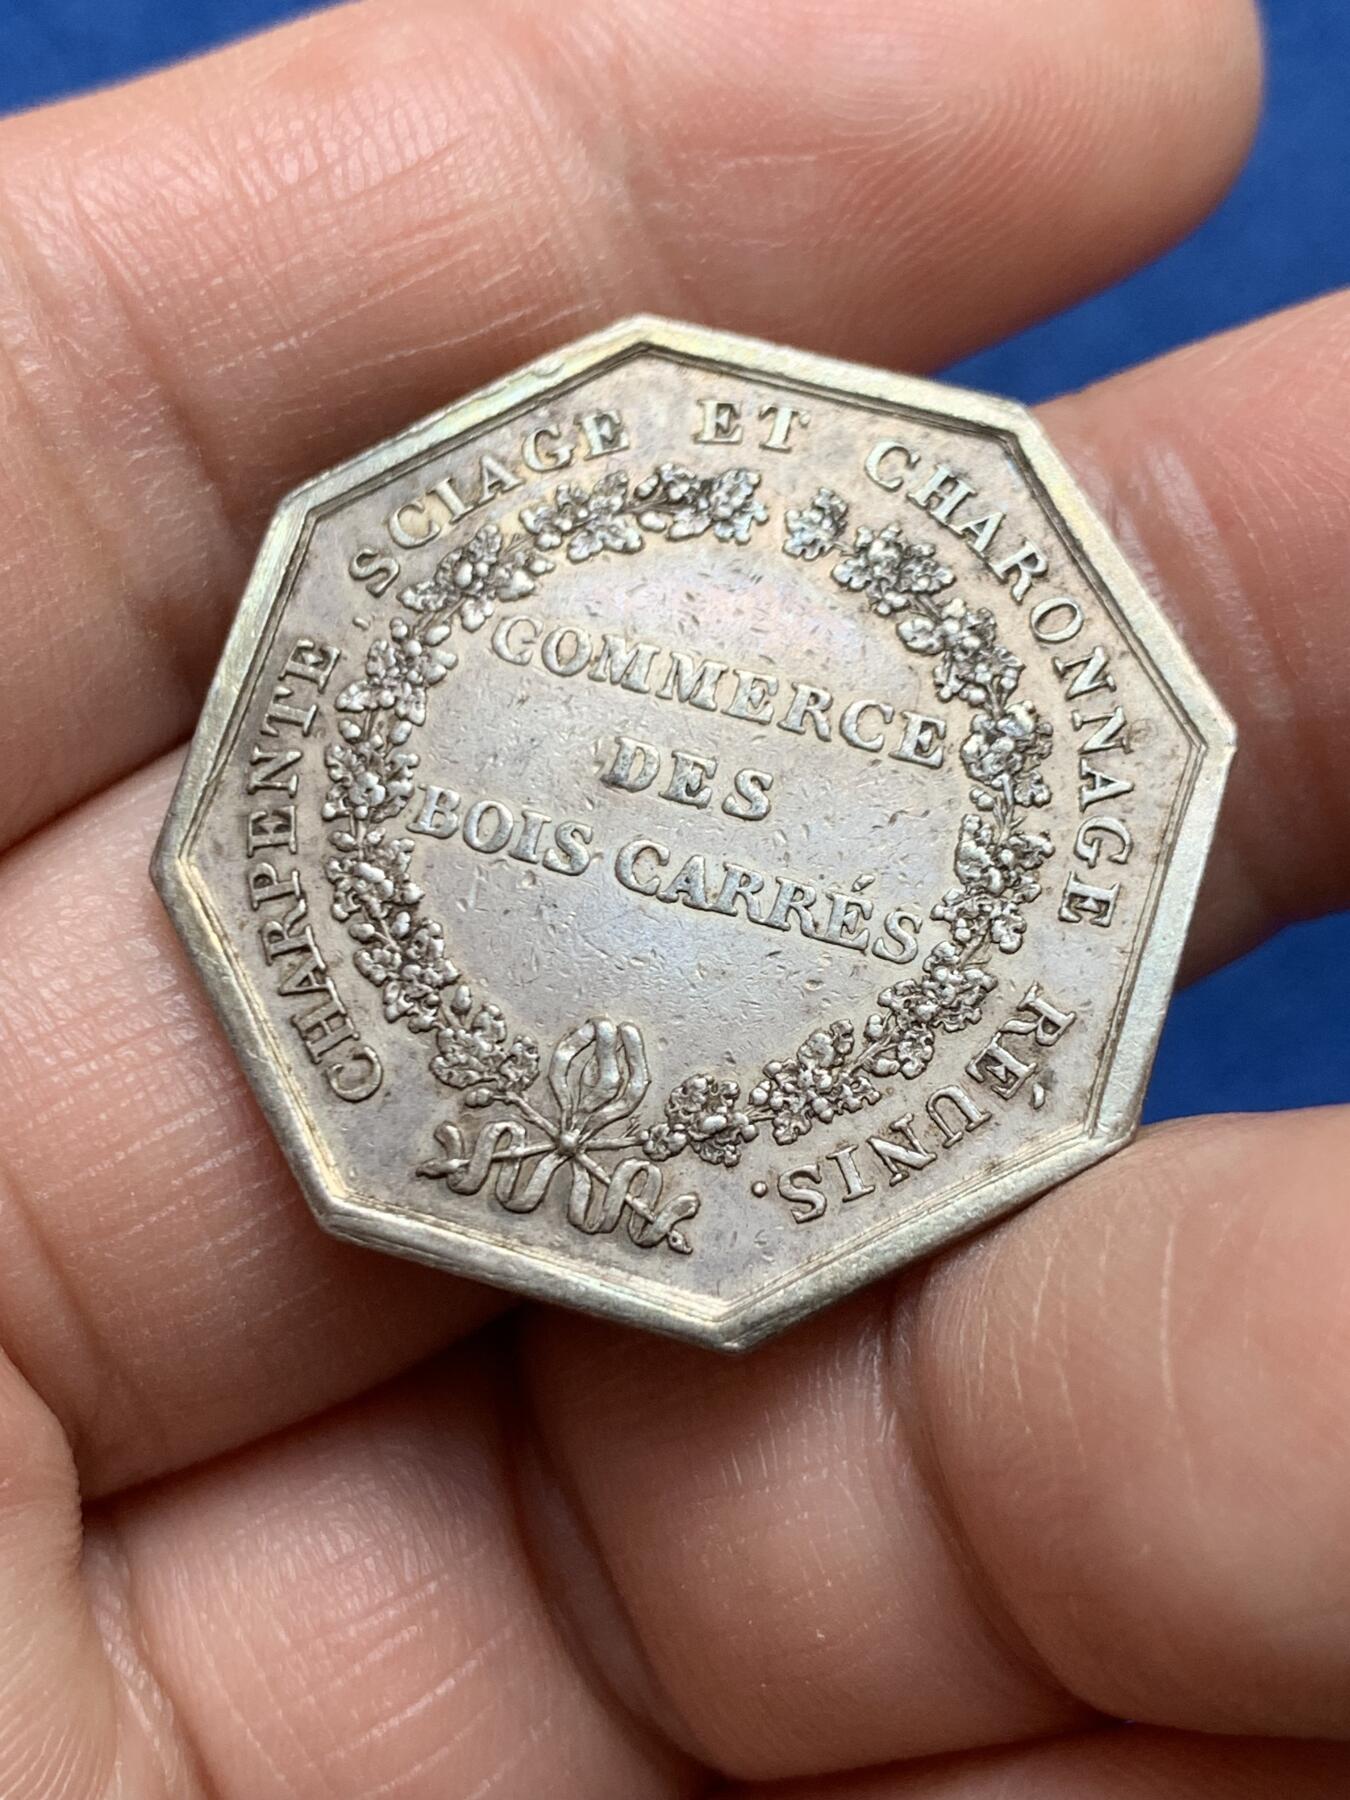 CHARPENTE. SCIAGE ET CHARONNAGE RÉUNIS.
COMMERCE
DES
BOIS CARRÉS